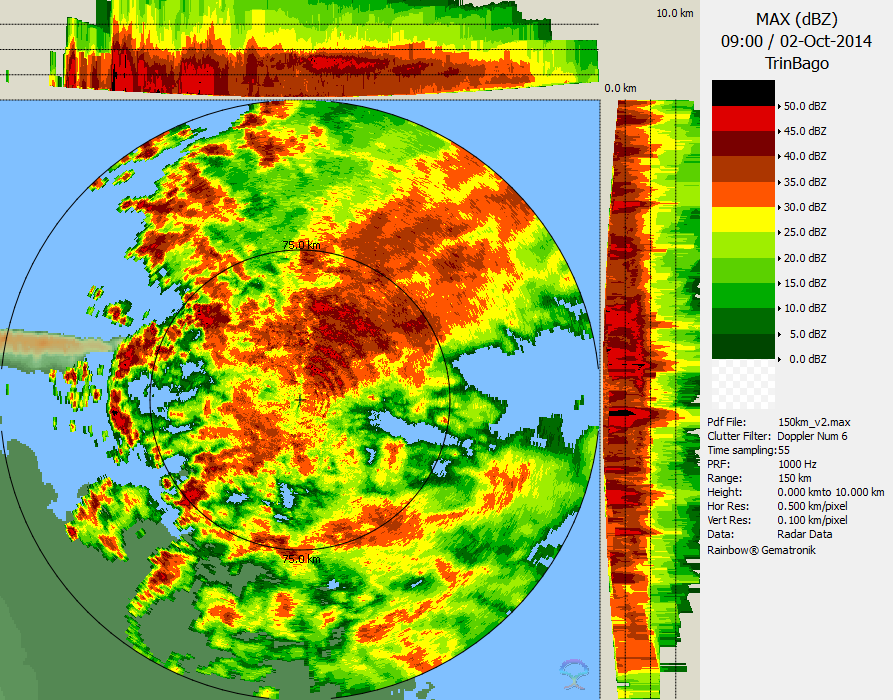 10.0 km
0.0 km
75.0 km
75.0 km
MAX (dBZ)
09:00 / 02-Oct-2014
TrinBago
50.0 dBZ
45.0 dBZ
40.0 dBZ
35.0 dBZ
30.0 dBZ
25.0 dBZ
20.0 dBZ
15.0 dBZ
10.0 dBZ
5.0 dBZ
0.0 dBZ
Pdf File: 150km_v2.max
Clutter Filter: Doppler Num 6
Time sampling:55
PRF: 1000 Hz
Range: 150 km
Height: 0.000 kmto 10.000 km
Hor Res: 0.500 km/pixel
Vert Res: 0.100 km/pixel
Data: Radar Data
Rainbow® Gematronik